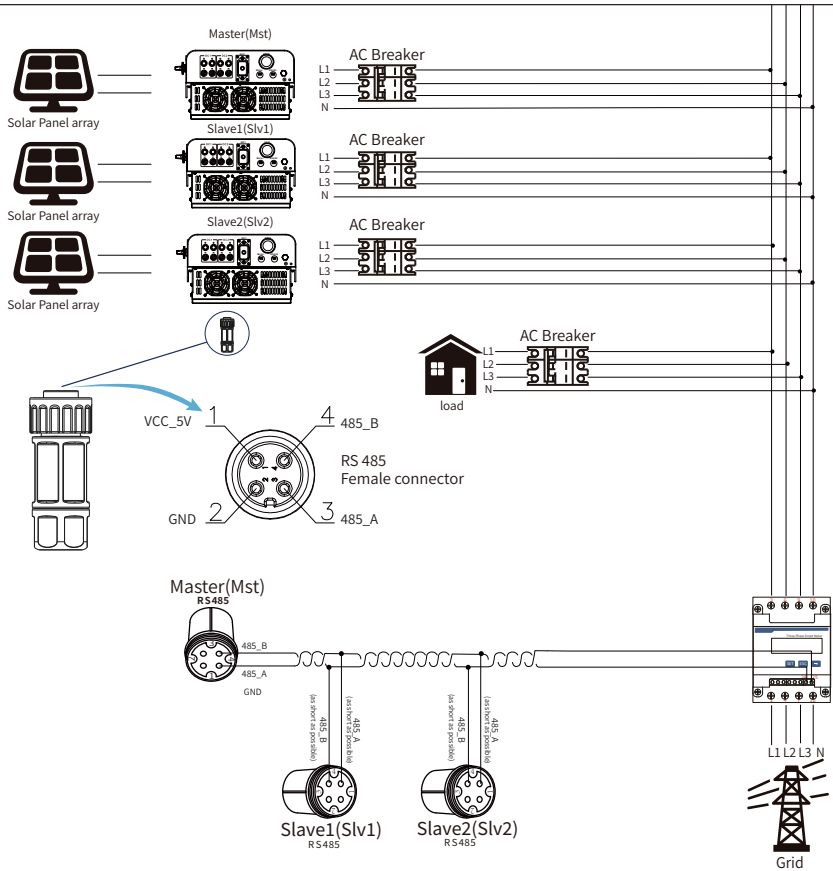 Master(Mst)
AC Breaker
L1
L2
L3
N
Solar Panel array
Slave1(Slv1)
AC Breaker
L1
L2
L3
N
Solar Panel array
Slave2(Slv2)
AC Breaker
L1
L2
L3
N
Solar Panel array
AC Breaker
L1
L2
L3
N
load
VCC_5V
1
4
485_B
RS 485
Female connector
1
4
2
3
GND
2
3
485_A
Master(Mst)
RS485
485_B
485_A
GND
485_B
(as short as possible)
485_A
(as short as possible)
485_B
(as short as possible)
485_A
(as short as possible)
Slave1(Slv1)
RS485
Slave2(Slv2)
RS485
L1 L2 L3 N
Grid